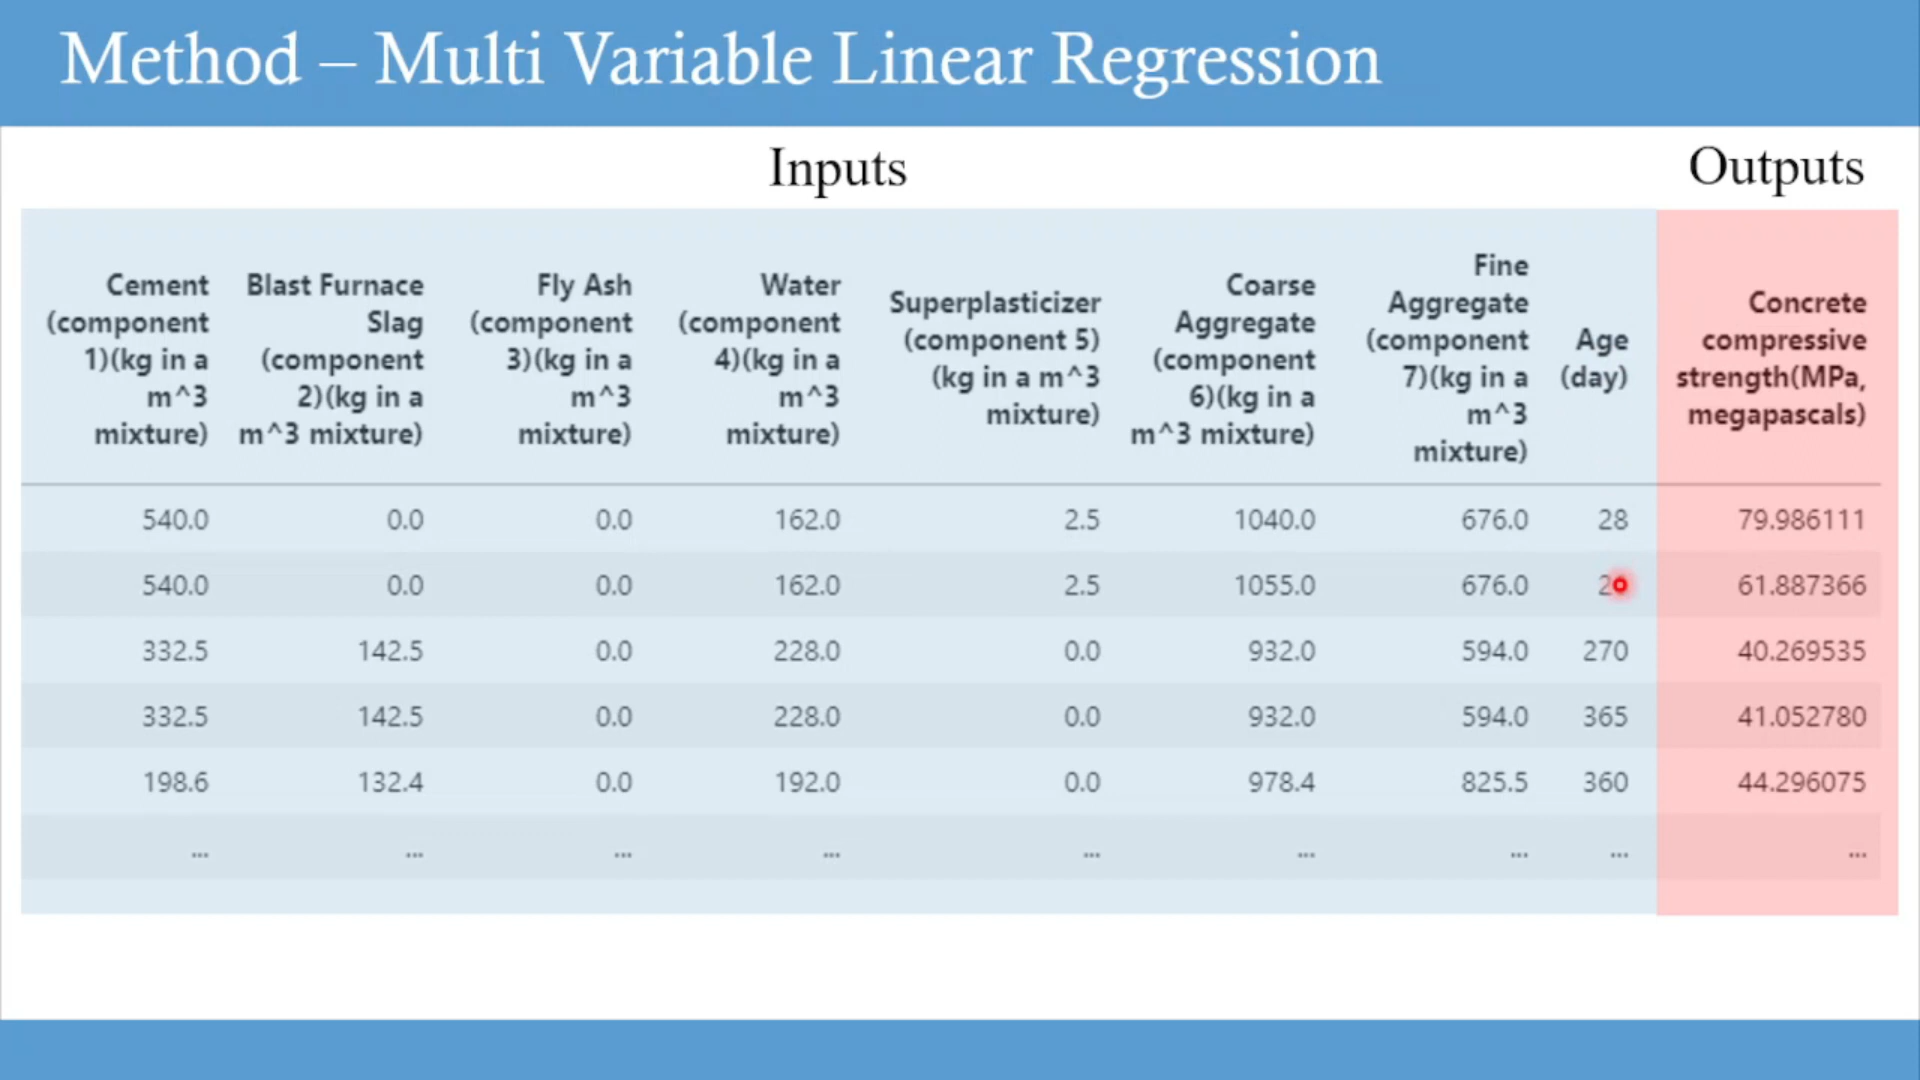 Method – Multi Variable Linear Regression
Inputs Outputs
Cement (component 1)(kg in a m^3 mixture) Blast Furnace Slag (component 2)(kg in a m^3 mixture) Fly Ash (component 3)(kg in a m^3 mixture) Water (component 4)(kg in a m^3 mixture) Superplasticizer (component 5)(kg in a m^3 mixture) Coarse Aggregate (component 6)(kg in a m^3 mixture) Fine Aggregate (component 7)(kg in a m^3 mixture) Age (day) Concrete compressive strength(MPa, megapascals)
540.0 0.0 0.0 162.0 2.5 1040.0 676.0 28 79.986111
540.0 0.0 0.0 162.0 2.5 1055.0 676.0 61.887366
332.5 142.5 0.0 228.0 0.0 932.0 594.0 270 40.269535
332.5 142.5 0.0 228.0 0.0 932.0 594.0 365 41.052780
198.6 132.4 0.0 192.0 0.0 978.4 825.5 360 44.296075
... ... ... ... ... ... ... ... ...